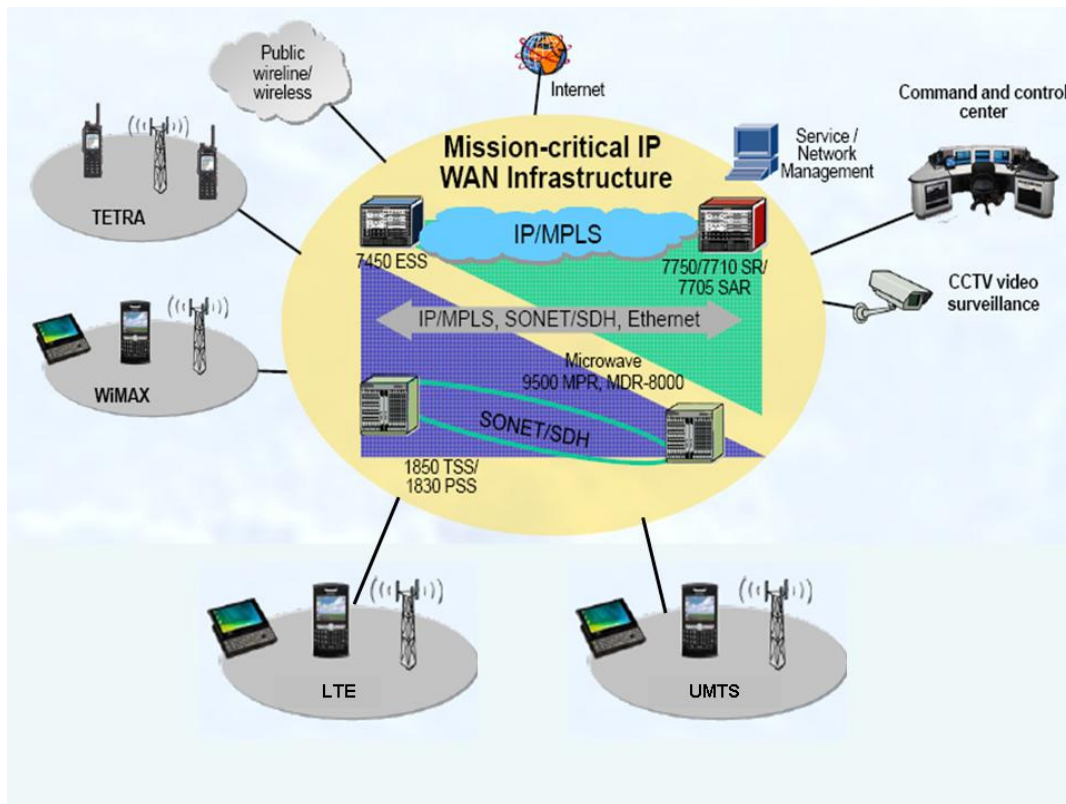 Public
wireline/
wireless
Internet
Command and control
center
Mission-critical IP
WAN Infrastructure
Service /
Network
Management
TETRA
IP/MPLS
7450 ESS
7750/7710 SR/
7705 SAR
CCTV video
surveillance
IP/MPLS, SONET/SDH, Ethernet
Microwave
9500 MPR, MDR-8000
WiMAX
SONET/SDH
1850 TSS/
1830 PSS
LTE
UMTS